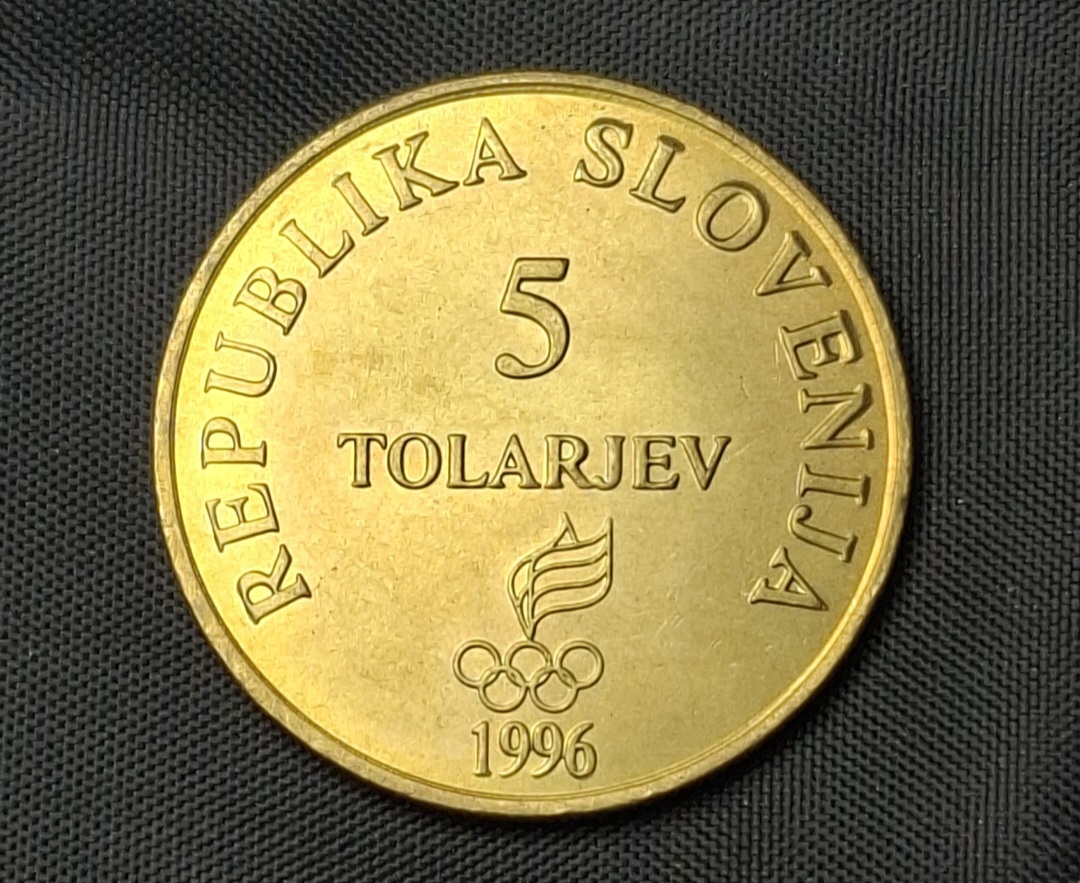 REPUBLIKA SLOVENIJA
5
TOLARJEV
1996